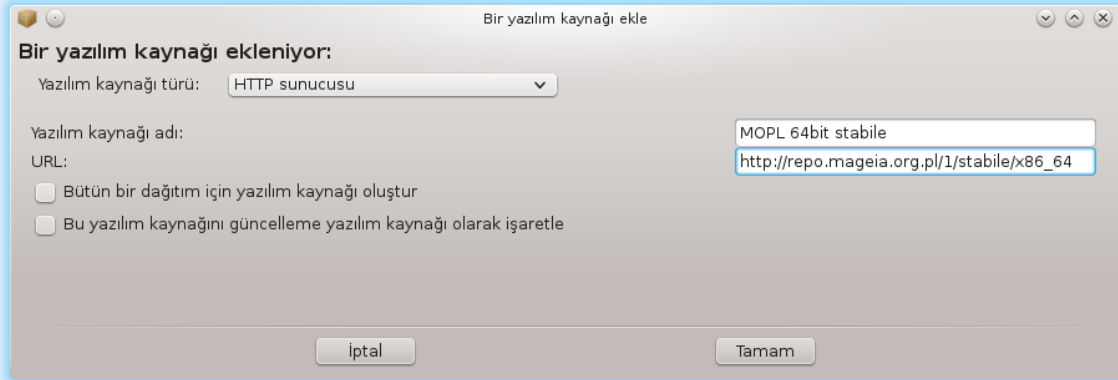 Bir yazılım kaynağı ekle
Bir yazılım kaynağı ekleniyor:
Yazılım kaynağı türü: HTTP sunucusu
Yazılım kaynağı adı: MOPL 64bit stabile
URL: http://repo.mageia.org.pl/1/stabile/x86_64
Bütün bir dağıtım için yazılım kaynağı oluştur
Bu yazılım kaynağını güncelleme yazılım kaynağı olarak işaretle
İptal Tamam